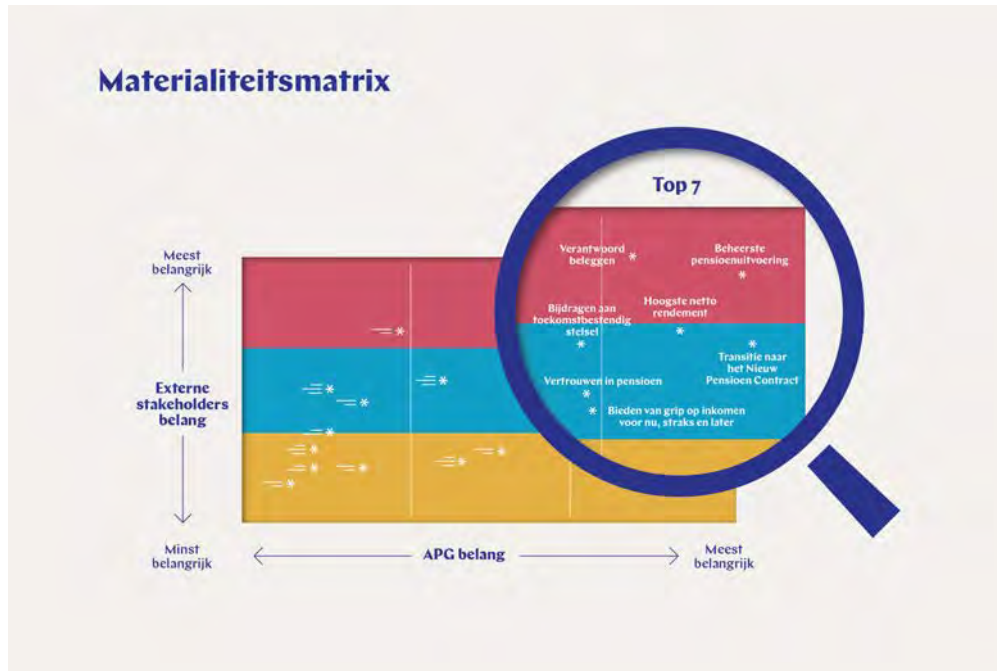 Materialiteitsmatrix
Top 7
Verantwoord
beleggen
Beheerste
pensioenuitvoering
Bijdragen aan
toekomstbestendig
stelsel
Hoogste netto
rendement
Transitie naar
het Nieuw
Pensioen Contract
Vertrouwen in pensioen
Bieden van grip op inkomen
voor nu, straks en later
Meest
belangrijk
Externe
stakeholders
belang
Minst
belangrijk
APG belang
Meest
belangrijk